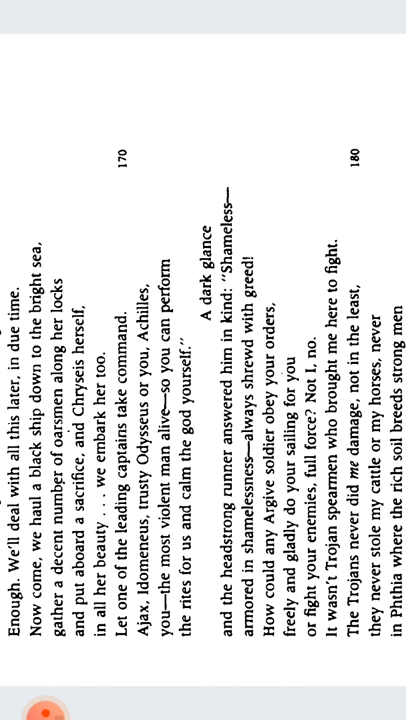 Enough. We'll deal with all this later, in due time.
Now come, we haul a black ship down to the bright sea,
gather a decent number of oarsmen along her locks
and put aboard a sacrifice, and Chryseis herself,
in all her beauty . . . we embark her too.
Let one of the leading captains take command. 170
Ajax, Idomeneus, trusty Odysseus or you, Achilles,
you—the most violent man alive—so you can perform
the rites for us and calm the god yourself."
A dark glance
and the headstrong runner answered him in kind: "Shameless—
armored in shamelessness—always shrewd with greed!
How could any Argive soldier obey your orders,
freely and gladly do your sailing for you
or fight your enemies, full force? Not I, no.
It wasn't Trojan spearmen who brought me here to fight.
The Trojans never did me damage, not in the least, 180
they never stole my cattle or my horses, never
in Phthia where the rich soil breeds strong men